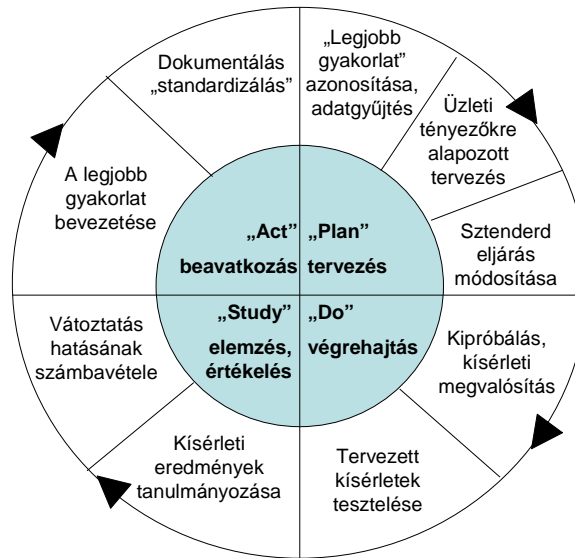 Dokumentálás
„standardizálás”
„Legjobb
gyakorlat”
azonosítása,
adatgyűjtés
Üzleti
tényezőkre
alapozott
tervezés
Sztenderd
eljárás
módosítása
Kipróbálás,
kísérleti
megvalósítás
Tervezett
kísérletek
tesztelése
Kísérleti
eredmények
tanulmányozása
Vátoztatás
hatásának
számbavétele
A legjobb
gyakorlat
bevezetése
„Act”
beavatkozás
„Plan”
tervezés
„Study”
elemzés,
értékelés
„Do”
végrehajtás